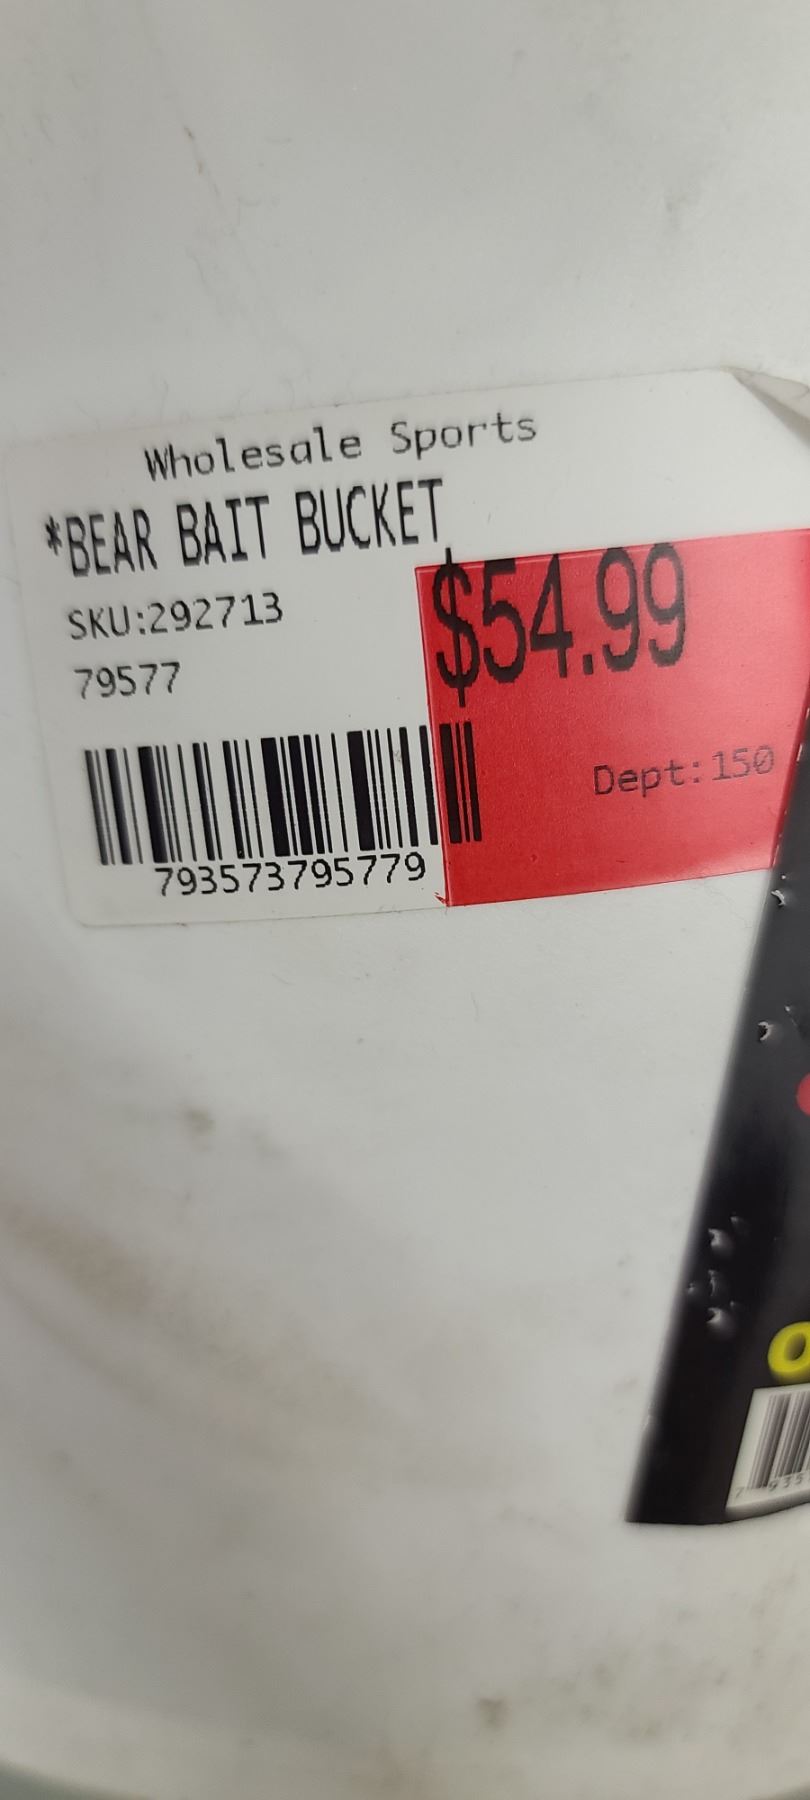 Wholesale Sports
*BEAR BAIT BUCKET
$54.99
SKU:292713
79577
Dept:150
793573795779